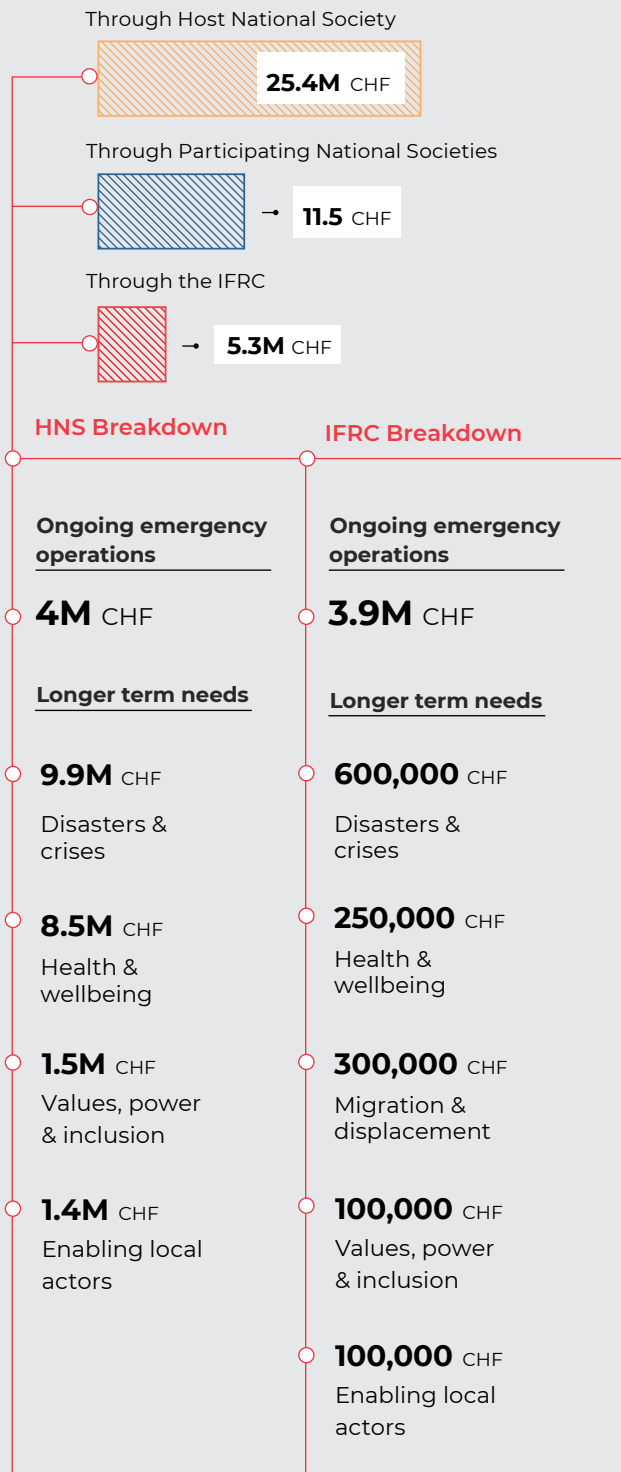 Through Host National Society
25.4M CHF
Through Participating National Societies
11.5 CHF
Through the IFRC
5.3M CHF
HNS Breakdown
Ongoing emergency
operations
4M CHF
Longer term needs
9.9M CHF
Disasters &
crises
8.5M CHF
Health &
wellbeing
1.5M CHF
Values, power
& inclusion
1.4M CHF
Enabling local
actors
IFRC Breakdown
Ongoing emergency
operations
3.9M CHF
Longer term needs
600,000 CHF
Disasters &
crises
250,000 CHF
Health &
wellbeing
300,000 CHF
Migration &
displacement
100,000 CHF
Values, power
& inclusion
100,000 CHF
Enabling local
actors